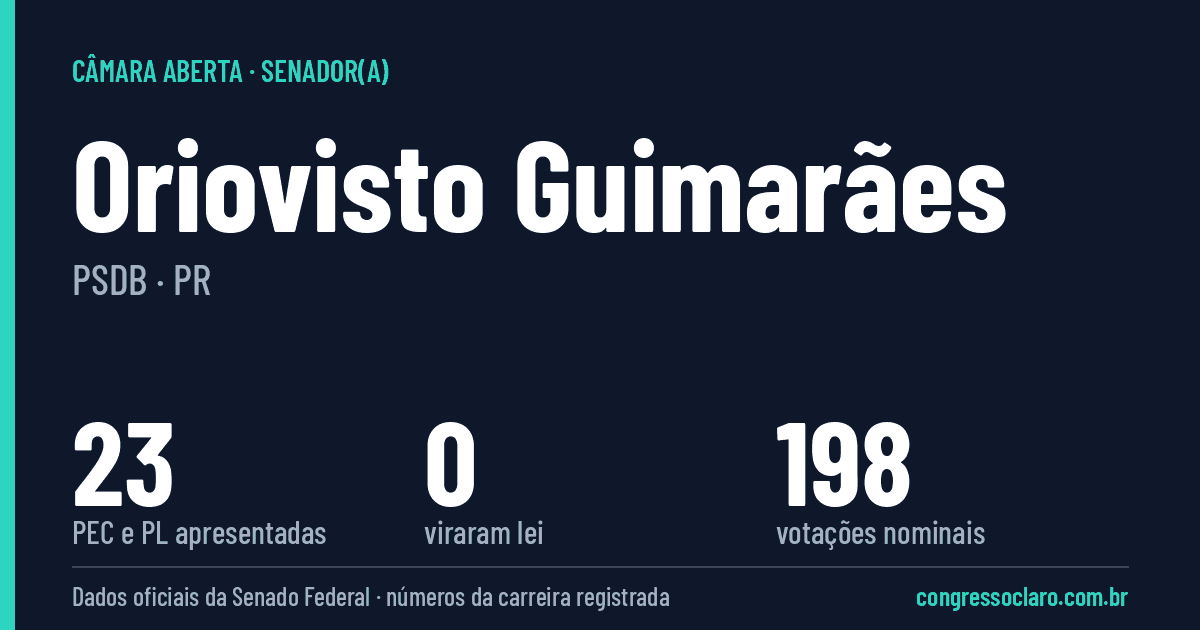 CÂMARA ABERTA · SENADOR(A)
Oriovisto Guimarães
PSDB · PR
23
PEC e PL apresentadas
0
viraram lei
198
votações nominais
Dados oficiais da Senado Federal · números da carreira registrada
congressoclaro.com.br